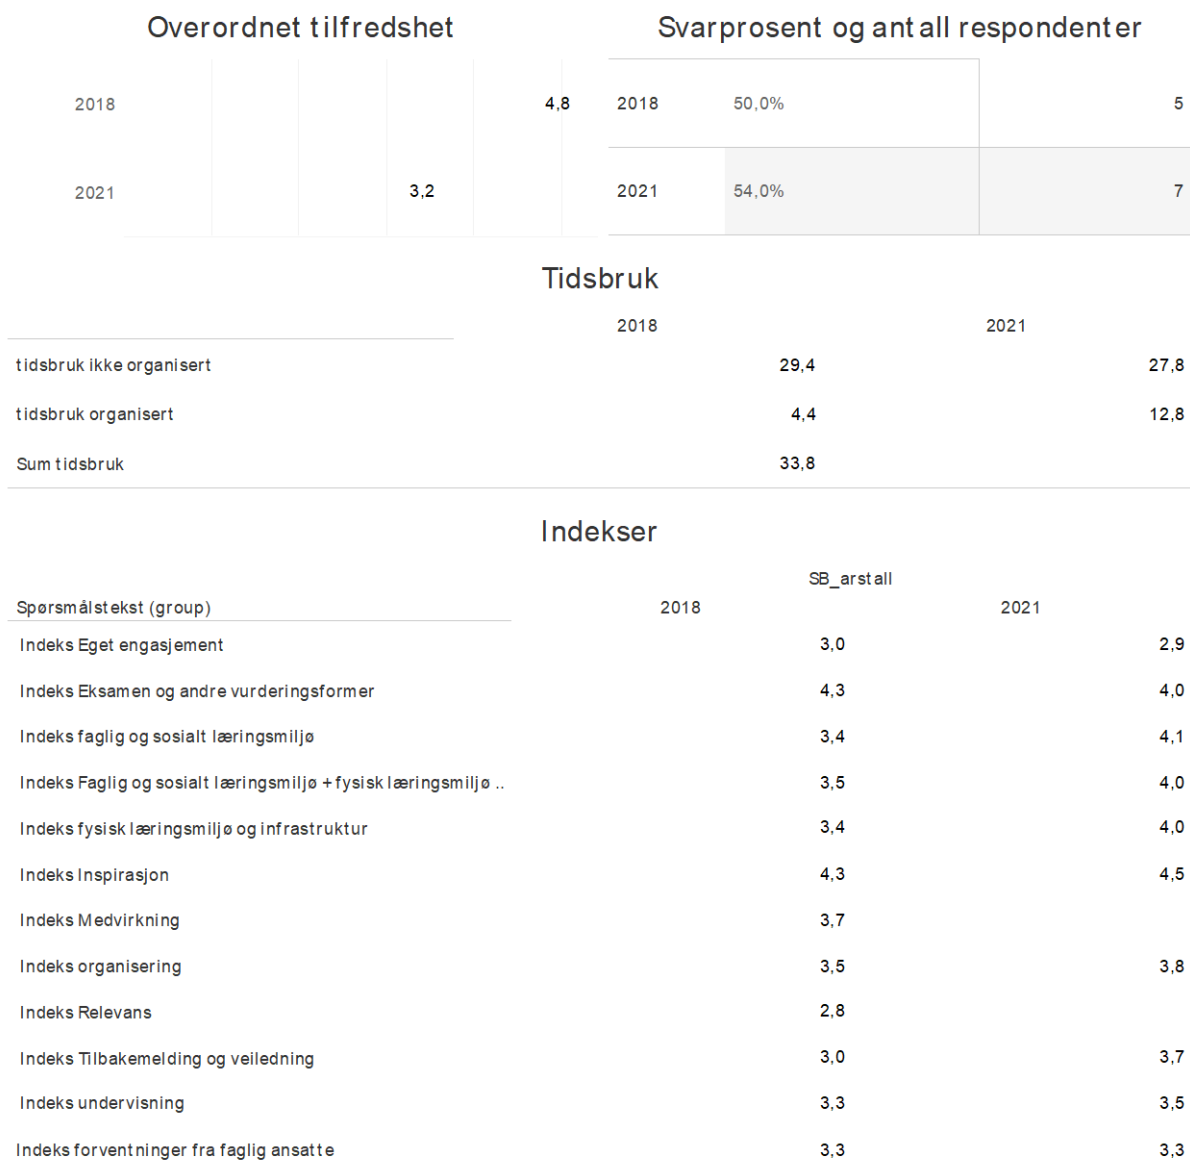 Overordnet tilfredshet
Svarprosent og antall respondenter
2018 4,8
2021 3,2
2018 50,0% 5
2021 54,0% 7
Tidsbruk
2018 2021
tidsbruk ikke organisert 29,4 27,8
tidsbruk organisert 4,4 12,8
Sum tidsbruk 33,8
Indekser
SB_arstall
Spørsmålstekst (group) 2018 2021
Indeks Eget engasjement 3,0 2,9
Indeks Eksamen og andre vurderingsformer 4,3 4,0
Indeks faglig og sosialt læringsmiljø 3,4 4,1
Indeks Faglig og sosialt læringsmiljø + fysisk læringsmiljø .. 3,5 4,0
Indeks fysisk læringsmiljø og infrastruktur 3,4 4,0
Indeks Inspirasjon 4,3 4,5
Indeks Medvirkning 3,7
Indeks organisering 3,5 3,8
Indeks Relevans 2,8
Indeks Tilbakemelding og veiledning 3,0 3,7
Indeks undervisning 3,3 3,5
Indeks forventninger fra faglig ansatte 3,3 3,3